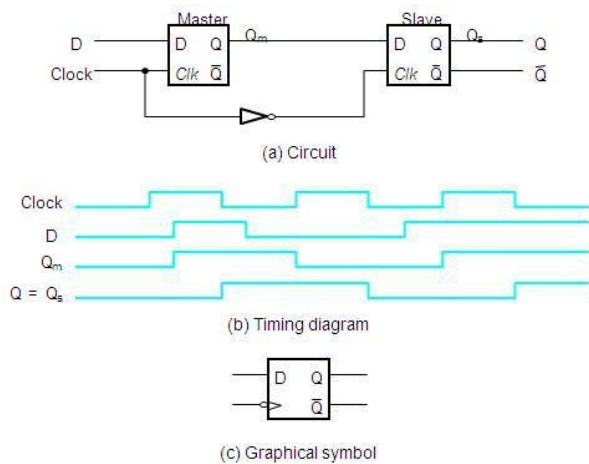 Master Slave
D D Q Qm D Q Qs Q
Clock Clk Q̅ Clk Q̅ Q̅
(a) Circuit
Clock
D
Qm
Q = Qs
(b) Timing diagram
D Q
Q̅
(c) Graphical symbol